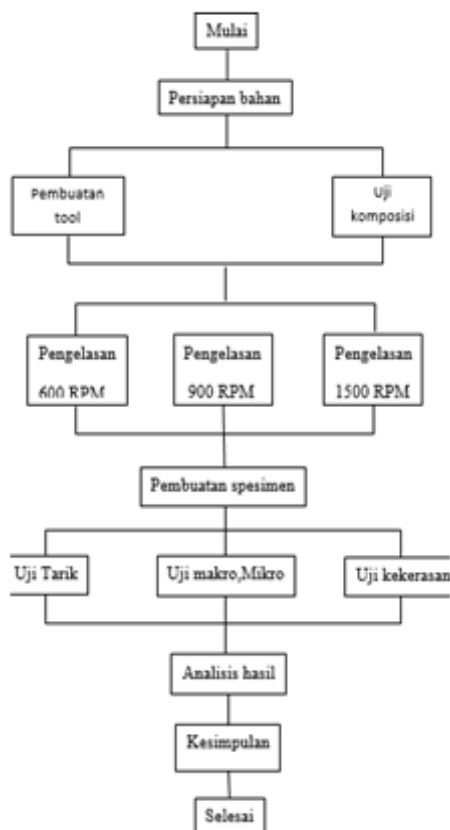 Mulai
Persiapan bahan
Pembuatan
tool
Uji
komposisi
Pengelasan
600 RPM
Pengelasan
900 RPM
Pengelasan
1500 RPM
Pembuatan spesimen
Uji Tarik
Uji makro,Mikro
Uji kekerasan
Analisis hasil
Kesimpulan
Selesai